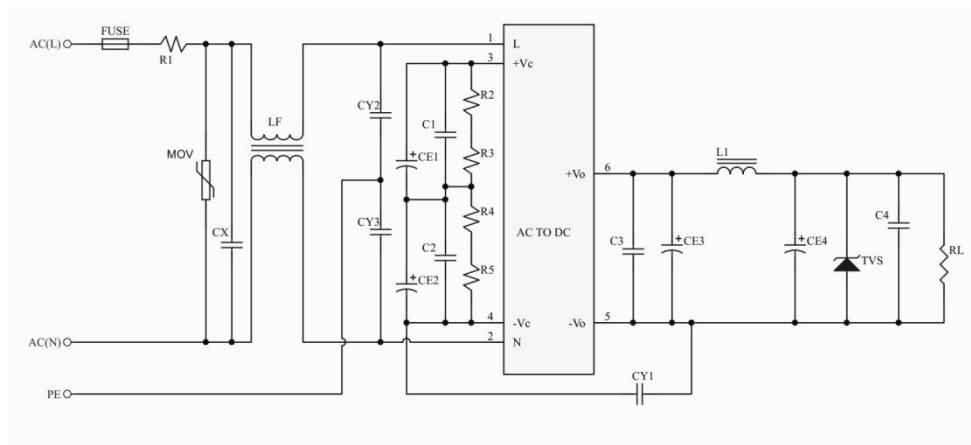 FUSE
AC(L)
R1
1
L
3
+Vc
R2
CY2
C1
LF
MOV
CE1
R3
L1
6
+Vo
R4
CY3
CX
C2
AC TO DC
C3
CE3
CE4
TVS
C4
RL
CE2
R5
4
-Vc
5
-Vo
AC(N)
2
N
CY1
PE
+
+
+
+